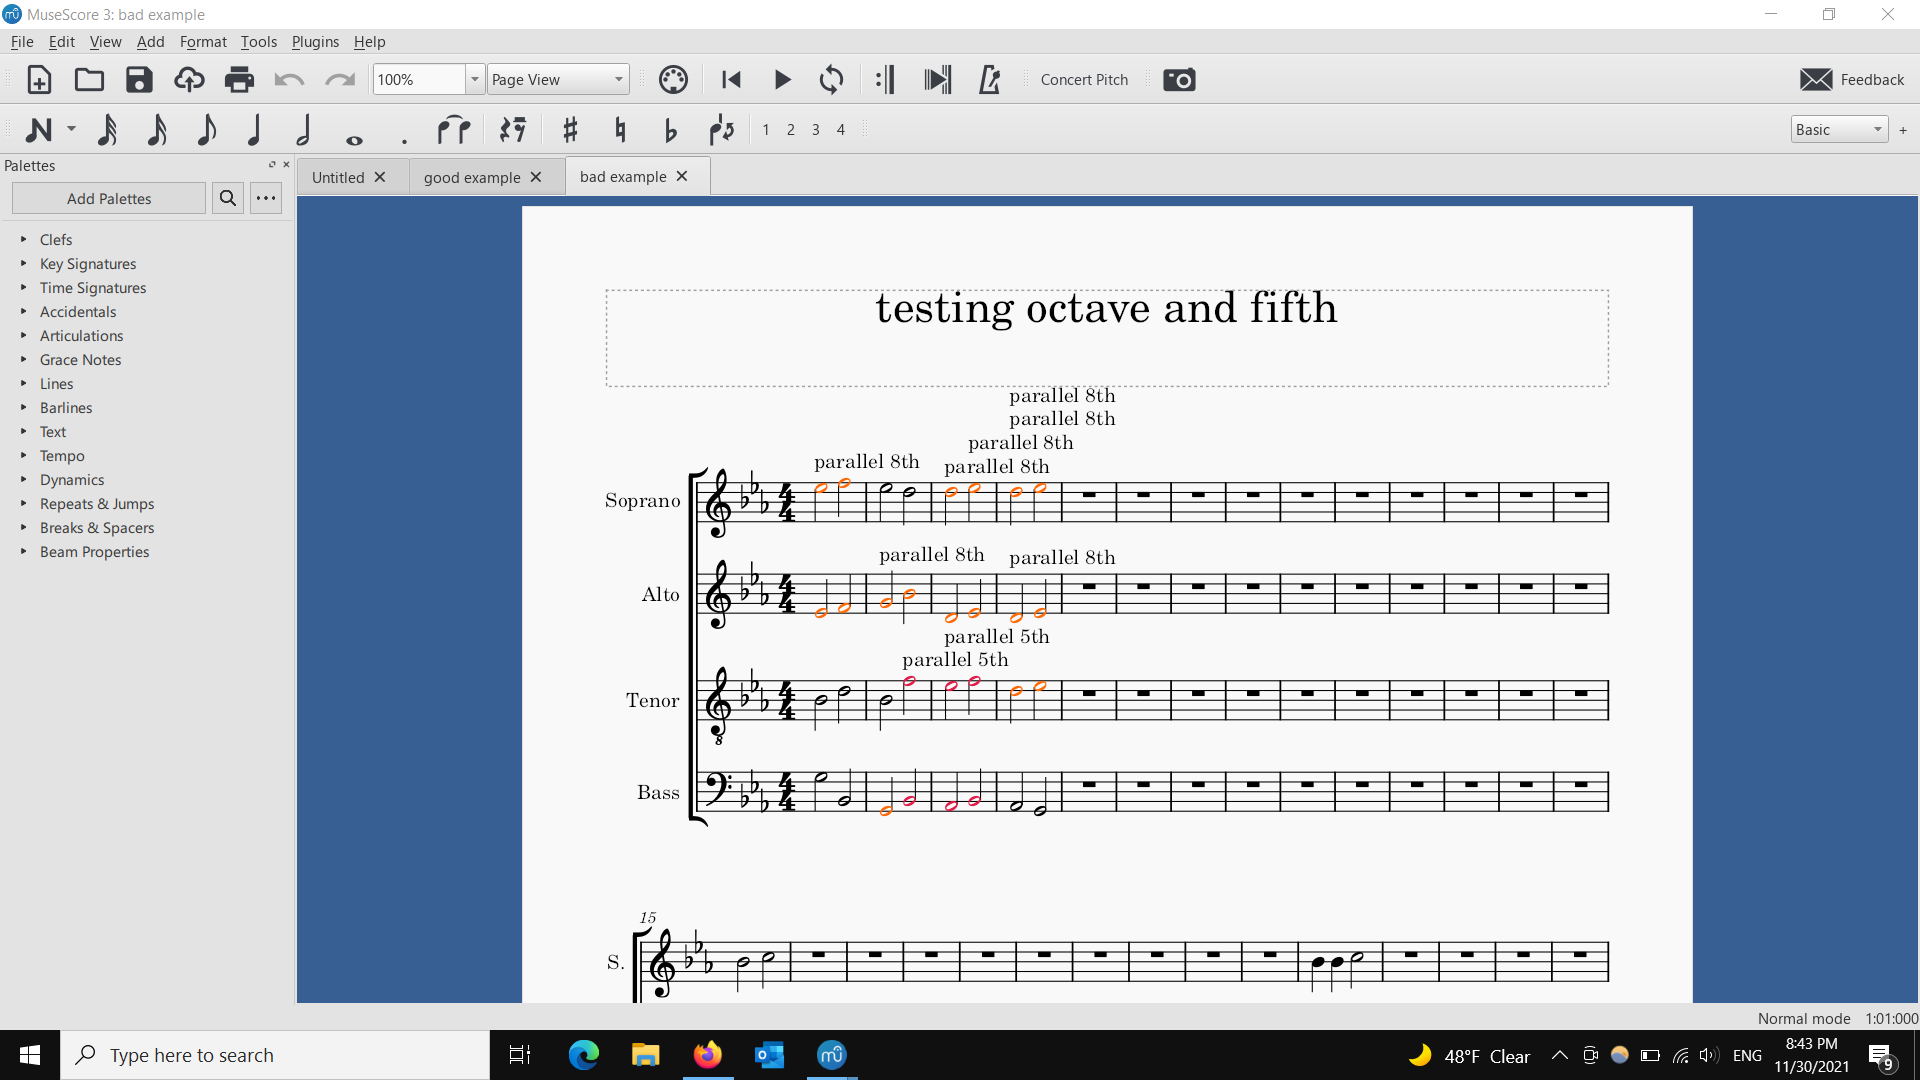 MuseScore 3: bad example
File Edit View Add Format Tools Plugins Help
100% Page View Concert Pitch Feedback
1 2 3 4 Basic +
Palettes
Untitled good example bad example
Add Palettes
Clefs
Key Signatures
Time Signatures
Accidentals
Articulations
Grace Notes
Lines
Barlines
Text
Tempo
Dynamics
Repeats & Jumps
Breaks & Spacers
Beam Properties
testing octave and fifth
parallel 8th
parallel 8th
parallel 8th
parallel 8th parallel 8th
Soprano
parallel 8th parallel 8th
Alto
parallel 5th
parallel 5th
Tenor
8
Bass
15
S.
Normal mode 1:01:000
Type here to search
48°F Clear
ENG
8:43 PM
11/30/2021
9